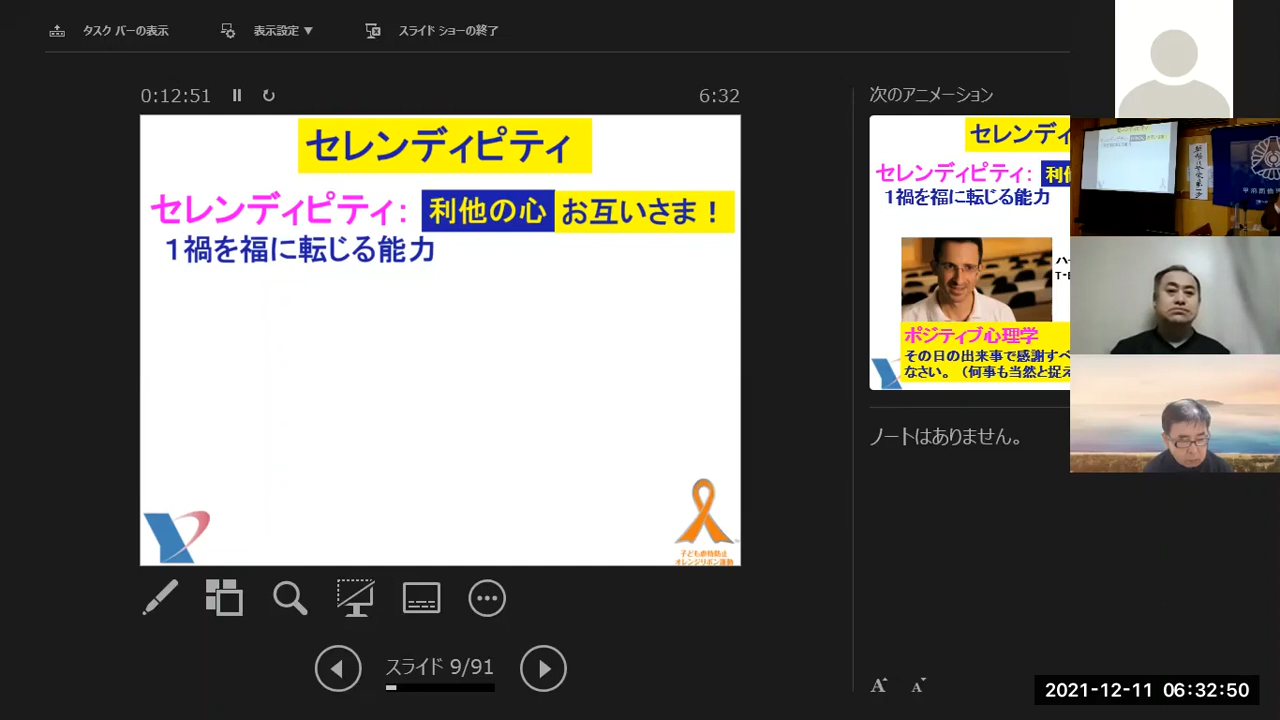 タスク バーの表示
表示設定 ▼
スライド ショーの終了
0:12:51
6:32
セレンディピティ
セレンディピティ：利他の心 お互いさま！
１禍を福に転じる能力
子ども虐待防止
オレンジリボン運動
スライド 9/91
次のアニメーション
セレンディ
セレンディピティ：利他
１禍を福に転じる能力
ハー
ポジティブ心理学
その日の出来事で感謝すべ
なさい。（何事も当然と捉え
ノートはありません。
A A
2021-12-11 06:32:50